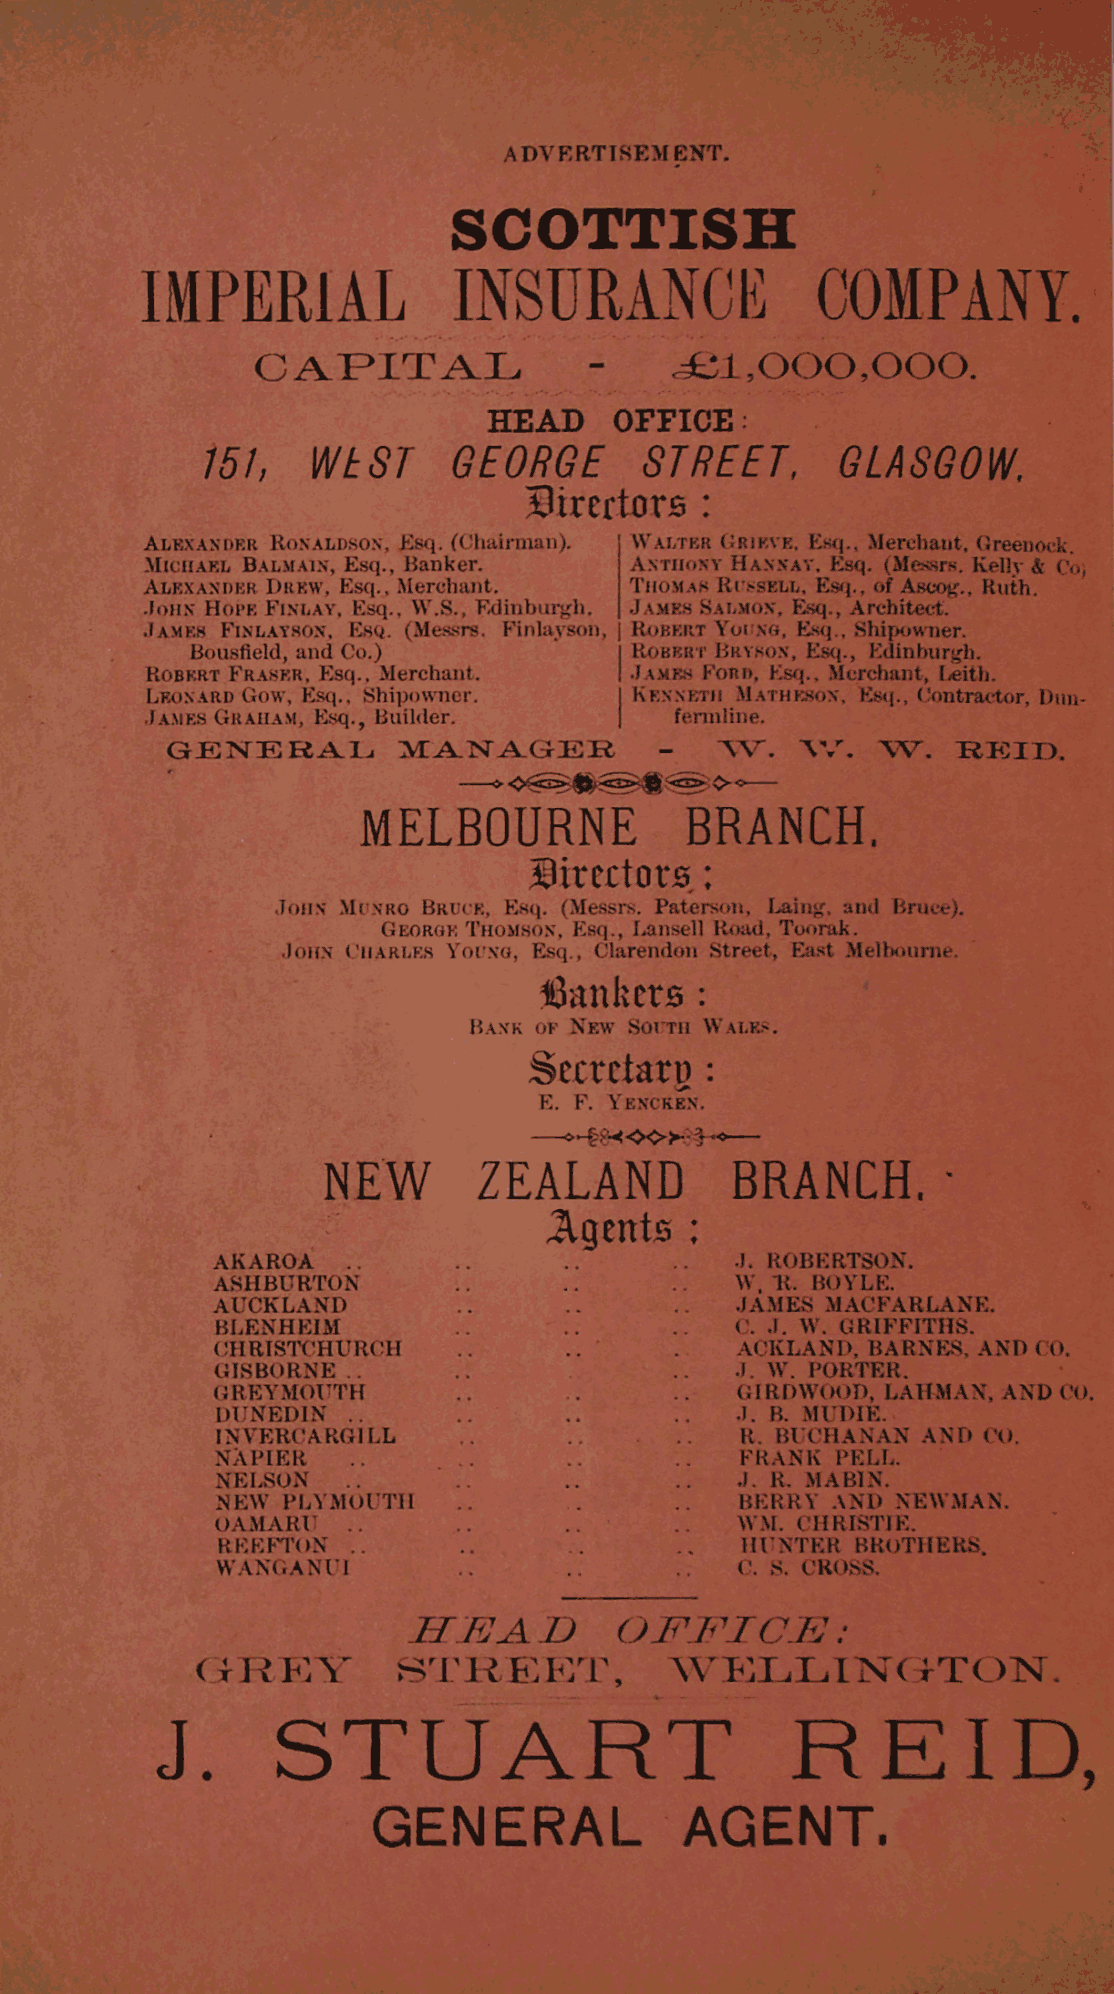 ADVERTISEMENT.
SCOTTISH
IMPERIAL INSURANCE COMPANY.
CAPITAL - £1,000,000.
HEAD OFFICE:
151, WEST GEORGE STREET, GLASGOW.
Directors :
ALEXANDER RONALDSON, Esq. (Chairman).
MICHAEL BALMAIN, Esq., Banker.
ALEXANDER DREW, Esq., Merchant.
JOHN HOPE FINLAY, Esq., W.S., Edinburgh.
JAMES FINLAYSON, ESQ. (Messrs. Finlayson,
Bousfield, and Co.)
ROBERT FRASER, Esq., Merchant.
LEONARD GOW, Esq., Shipowner.
JAMES GRAHAM, Esq., Builder.
WALTER GRIEVE, Esq., Merchant, Greenock.
ANTHONY HANNAY, Esq. (Messrs. Kelly & Co)
THOMAS RUSSELL, Esq., of Ascog., Ruth.
JAMES SALMON, Esq., Architect.
ROBERT YOUNG, Esq., Shipowner.
ROBERT BRYSON, Esq., Edinburgh.
JAMES FORD, Esq., Merchant, Leith.
KENNETH MATHESON, Esq., Contractor, Dun-
fermline.
GENERAL MANAGER - W. W. W. REID.
MELBOURNE BRANCH.
Directors :
JOHN MUNRO BRUCE, Esq. (Messrs. Paterson, Laing, and Bruce).
GEORGE THOMSON, Esq., Lansell Road, Toorak.
JOHN CHARLES YOUNG, Esq., Clarendon Street, East Melbourne.
Bankers :
BANK OF NEW SOUTH WALES.
Secretary :
E. F. YENCKEN.
NEW ZEALAND BRANCH.
Agents :
AKAROA .. .. .. .. J. ROBERTSON.
ASHBURTON .. .. .. W. R. BOYLE.
AUCKLAND .. .. .. JAMES MACFARLANE.
BLENHEIM .. .. .. C. J. W. GRIFFITHS.
CHRISTCHURCH .. .. . ACKLAND, BARNES, AND CO.
GISBORNE .. .. .. .. J. W. PORTER.
GREYMOUTH .. .. .. GIRDWOOD, LAHMAN, AND CO.
DUNEDIN .. .. .. .. J. B. MUDIE.
INVERCARGILL .. .. .. R. BUCHANAN AND CO.
NAPIER .. .. .. .. FRANK PELL.
NELSON .. .. .. .. J. R. MABIN.
NEW PLYMOUTH .. .. .. BERRY AND NEWMAN.
OAMARU .. .. .. .. WM. CHRISTIE.
REEFTON .. .. .. .. HUNTER BROTHERS.
WANGANUI .. .. .. C. S. CROSS.
HEAD OFFICE:
GREY STREET, WELLINGTON.
J. STUART REID,
GENERAL AGENT.